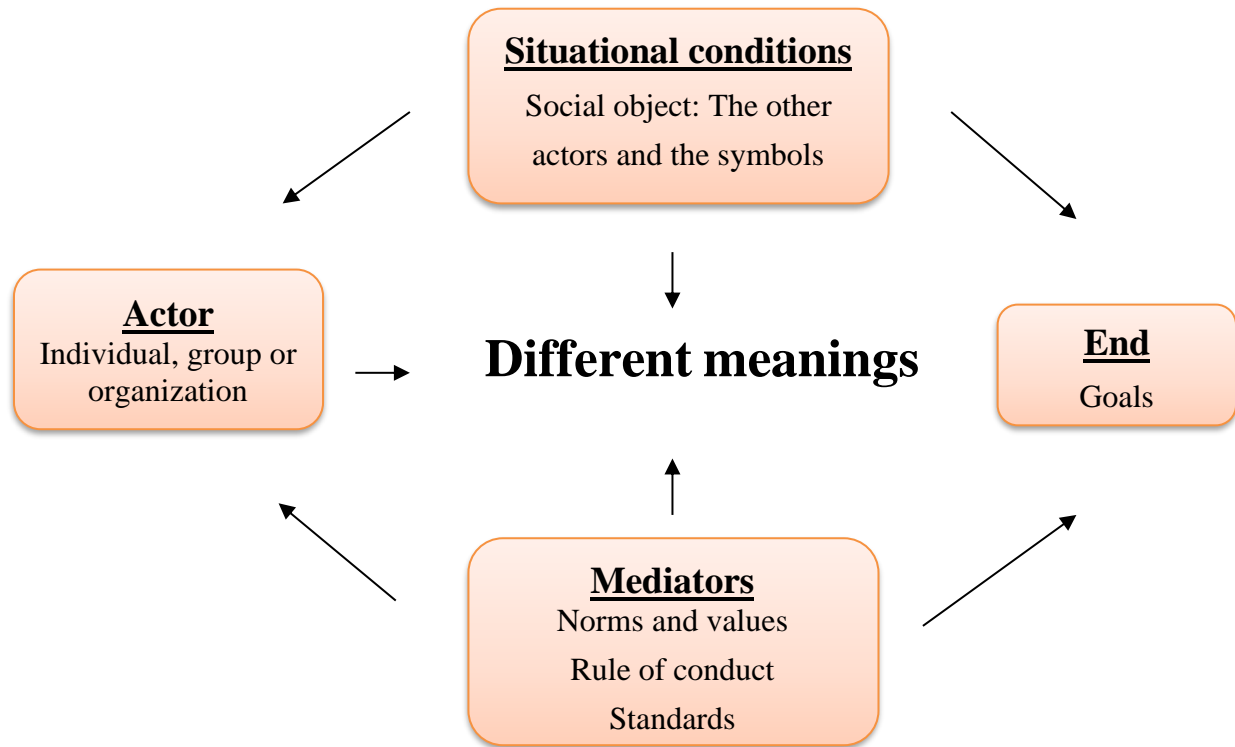 Situational conditions
Social object: The other
actors and the symbols
Actor
Individual, group or
organization
Different meanings
End
Goals
Mediators
Norms and values
Rule of conduct
Standards